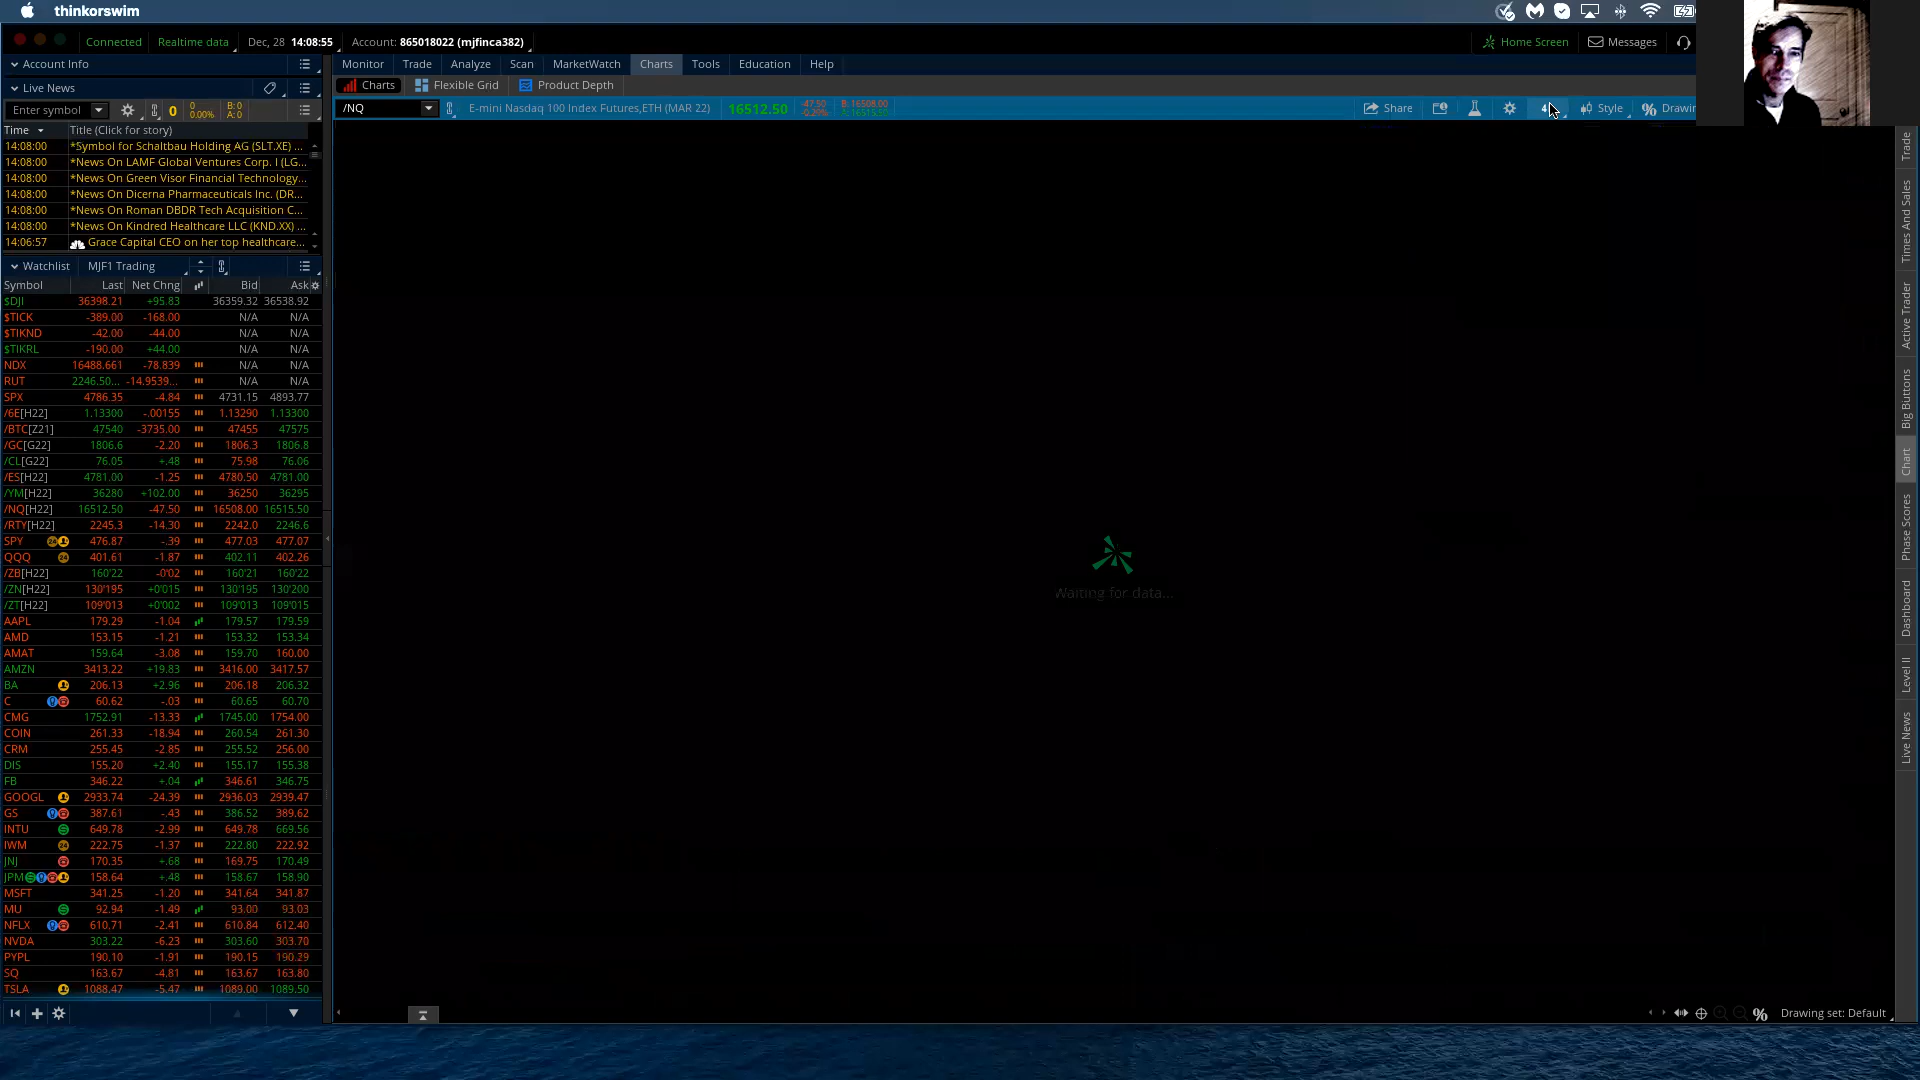 thinkorswim
Connected Realtime data Dec, 28 14:08:55 Account: 865018022 (mjfinca382) Home Screen Messages
Account Info Monitor Trade Analyze Scan MarketWatch Charts Tools Education Help
Live News Charts Flexible Grid Product Depth
Enter symbol 0 0 0.00% B: 0 A: 0
/NQ E-mini Nasdaq 100 Index Futures,ETH (MAR 22) 16512.50 -47.50 -0.29% B: 16508.00 Share Style
Time Title (Click for story)
14:08:00 *Symbol for Schaltbau Holding AG (SLT.XE) ...
14:08:00 *News On LAMF Global Ventures Corp. I (LG...
14:08:00 *News On Green Visor Financial Technology...
14:08:00 *News On Dicerna Pharmaceuticals Inc. (DR...
14:08:00 *News On Roman DBDR Tech Acquisition C...
14:08:00 *News On Kindred Healthcare LLC (KND.XX) ...
14:06:57 Grace Capital CEO on her top healthcare...
Watchlist MJF1 Trading
Symbol Last Net Chng Bid Ask
$DJI 36398.21 +95.83 36359.32 36538.92
$TICK -389.00 -168.00 N/A N/A
$TIKND -42.00 -44.00 N/A N/A
$TIKRL -190.00 +44.00 N/A N/A
NDX 16488.661 -78.839 N/A N/A
RUT 2246.50... -14.9539... N/A N/A
SPX 4786.35 -4.84 4731.15 4893.77
/6E[H22] 1.13300 -.00155 1.13290 1.13300
/BTC[Z21] 47540 -3735.00 47455 47575
/GC[G22] 1806.6 -2.20 1806.3 1806.8
/CL[G22] 76.05 +.48 75.98 76.06
/ES[H22] 4781.00 -1.25 4780.50 4781.00
/YM[H22] 36280 +102.00 36250 36295
/NQ[H22] 16512.50 -47.50 16508.00 16515.50
/RTY[H22] 2245.3 -14.30 2242.0 2246.6
SPY 476.87 -.39 477.03 477.07
QQQ 401.61 -1.87 402.11 402.26
/ZB[H22] 160'22 -0'02 160'21 160'22
/ZN[H22] 130'195 +0'015 130'195 130'200
/ZT[H22] 109'013 +0'002 109'013 109'015
AAPL 179.29 -1.04 179.57 179.59
AMD 153.15 -1.21 153.32 153.34
AMAT 159.64 -3.08 159.70 160.00
AMZN 3413.22 +19.83 3416.00 3417.57
BA 206.13 +2.96 206.18 206.32
C 60.62 -.03 60.65 60.70
CMG 1752.91 -13.33 1745.00 1754.00
COIN 261.33 -18.94 260.54 261.30
CRM 255.45 -2.85 255.52 256.00
DIS 155.20 +2.40 155.17 155.38
FB 346.22 +.04 346.61 346.75
GOOGL 2933.74 -24.39 2936.03 2939.47
GS 387.61 -.43 386.52 389.62
INTU 649.78 -2.99 649.78 669.56
IWM 222.75 -1.37 222.80 222.92
JNJ 170.35 +.68 169.75 170.49
JPM 158.64 +.48 158.67 158.90
MSFT 341.25 -1.20 341.64 341.87
MU 92.94 -1.49 93.00 93.03
NFLX 610.71 -2.41 610.84 612.40
NVDA 303.22 -6.23 303.60 303.70
PYPL 190.10 -1.91 190.15 190.29
SQ 163.67 -4.81 163.67 163.80
TSLA 1088.47 -5.47 1089.00 1089.50
Waiting for data...
Drawing set: Default
Trade
Times And Sales
Active Trader
Big Buttons
Chart
Phase Scores
Dashboard
Level II
Live News